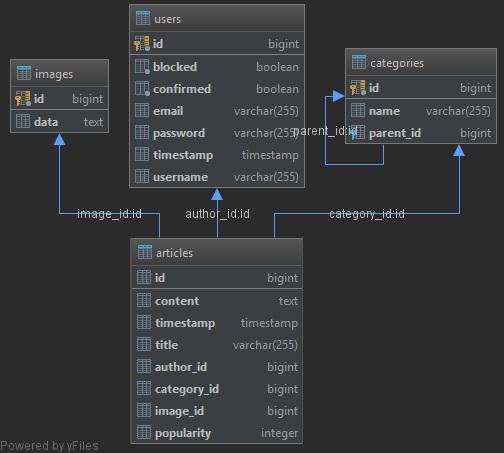 users
id bigint
blocked boolean
confirmed boolean
email varchar(255)
password varchar(255)
timestamp timestamp
username varchar(255)
images
id bigint
data text
categories
id bigint
name varchar(255)
parent_id bigint
parent_id:id
image_id:id
author_id:id
category_id:id
articles
id bigint
content text
timestamp timestamp
title varchar(255)
author_id bigint
category_id bigint
image_id bigint
popularity integer
Powered by yFiles